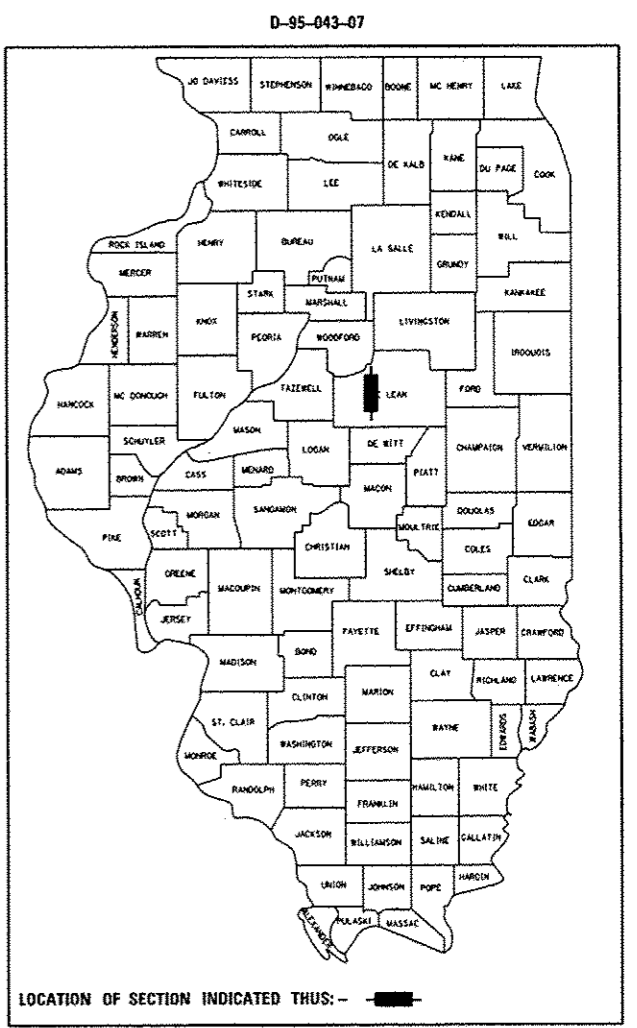 D-95-043-07
JO DAVIESS STEPHENSON WINNEBAGO BOONE MC HENRY LAKE
CARROLL OGLE
DE KALB KANE DU PAGE COOK
WHITESIDE LEE
KENDALL
ROCK ISLAND HENRY BUREAU LA SALLE WILL
GRUNDY
MERCER PUTNAM
STARK MARSHALL KANKAKEE
HENDERSON WARREN KNOX PEORIA WOODFORD LIVINGSTON
IROQUOIS
HANCOCK MC DONOUGH FULTON TAZEWELL LEAN FORD
MASON
SCHUYLER LOGAN DE WITT CHAMPAIGN VERMILION
ADAMS BROWN CASS MENARD PIATT
MACON
MORGAN SANGAMON DOUGLAS EDGAR
PIKE SCOTT CHRISTIAN MOULTRIE
COLES
GREENE SHELBY
CALHOUN MACOUPIN MONTGOMERY CUMBERLAND CLARK
JERSEY
FAYETTE EFFINGHAM JASPER CRAWFORD
MADISON BOND
CLAY RICHLAND LAWRENCE
CLINTON MARION
ST. CLAIR WAYNE EDWARDS WABASH
WASHINGTON JEFFERSON
MONROE
RANDOLPH PERRY HAMILTON WHITE
FRANKLIN
JACKSON WILLIAMSON SALINE GALLATIN
UNION JOHNSON POPE HARDIN
ALEXANDER PULASKI MASSAC
LOCATION OF SECTION INDICATED THUS:-